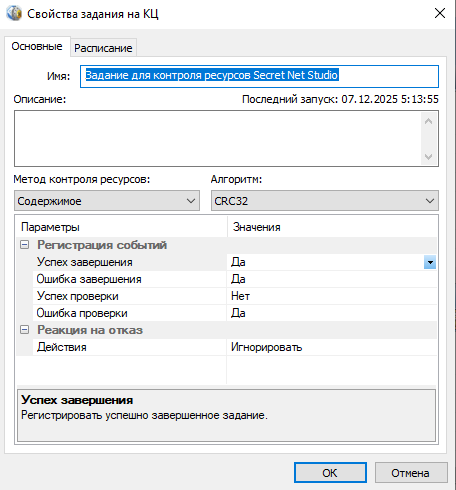 Свойства задания на КЦ
Основные Расписание
Имя: Задание для контроля ресурсов Secret Net Studio
Описание: Последний запуск: 07.12.2025 5:13:55
Метод контроля ресурсов: Алгоритм:
Содержимое CRC32
Параметры Значения
Регистрация событий
Успех завершения Да
Ошибка завершения Да
Успех проверки Нет
Ошибка проверки Да
Реакция на отказ
Действия Игнорировать
Успех завершения
Регистрировать успешно завершенное задание.
ОК Отмена